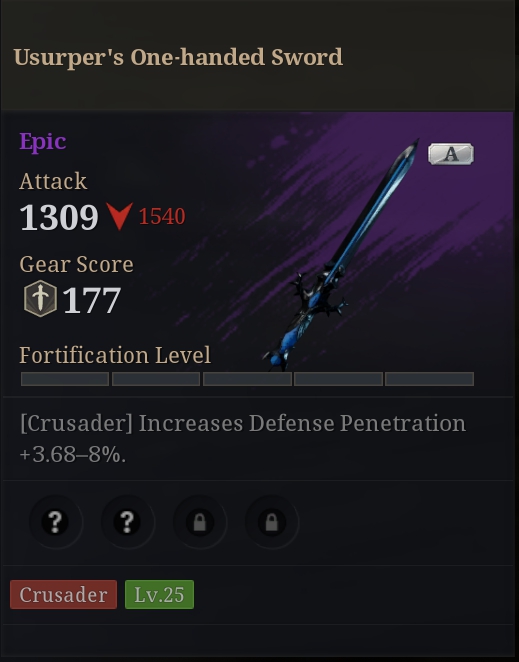 Usurper's One-handed Sword
Epic
A
Attack
1309 1540
Gear Score
177
Fortification Level
[Crusader] Increases Defense Penetration
+3.68–8%.
? ?
Crusader Lv.25